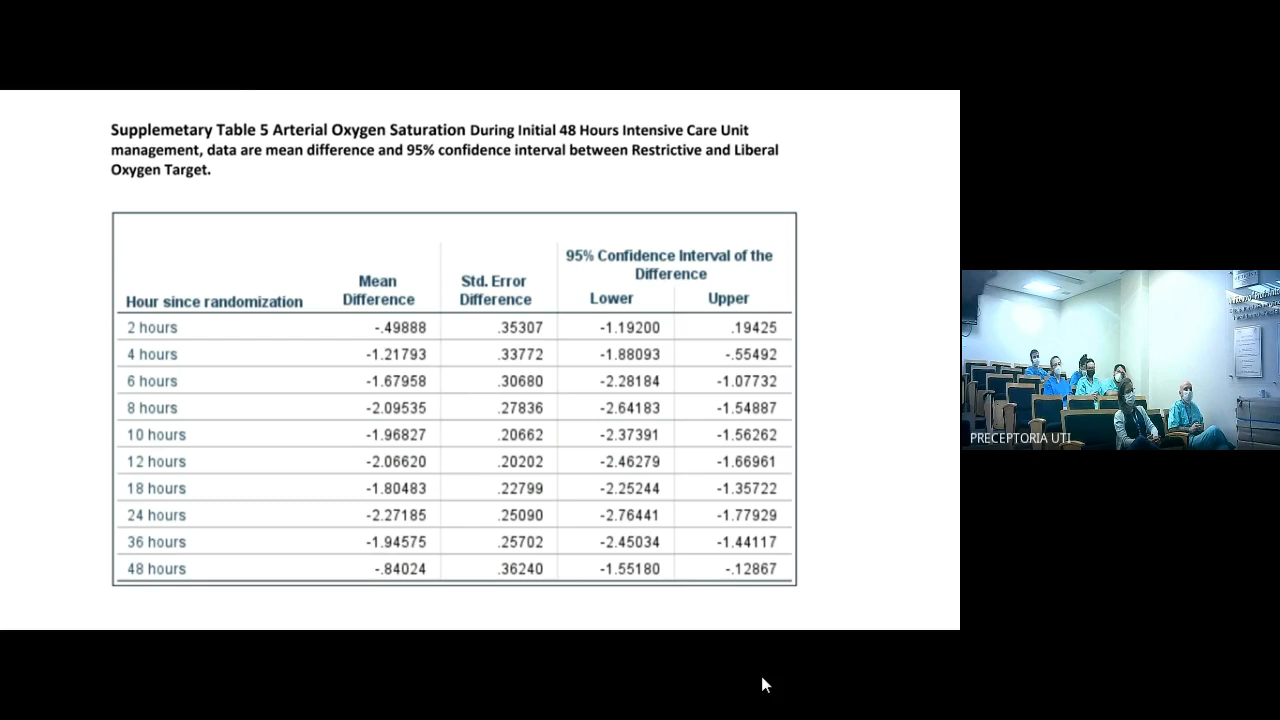 Supplemetary Table 5 Arterial Oxygen Saturation During Initial 48 Hours Intensive Care Unit
management, data are mean difference and 95% confidence interval between Restrictive and Liberal
Oxygen Target.
95% Confidence Interval of the
Difference
Hour since randomization Mean Difference Std. Error Difference Lower Upper
2 hours -.49888 .35307 -1.19200 .19425
4 hours -1.21793 .33772 -1.88093 -.55492
6 hours -1.67958 .30680 -2.28184 -1.07732
8 hours -2.09535 .27836 -2.64183 -1.54887
10 hours -1.96827 .20662 -2.37391 -1.56262
12 hours -2.06620 .20202 -2.46279 -1.66961
18 hours -1.80483 .22799 -2.25244 -1.35722
24 hours -2.27185 .25090 -2.76441 -1.77929
36 hours -1.94575 .25702 -2.45034 -1.44117
48 hours -.84024 .36240 -1.55180 -.12867
PRECEPTORIA UTI